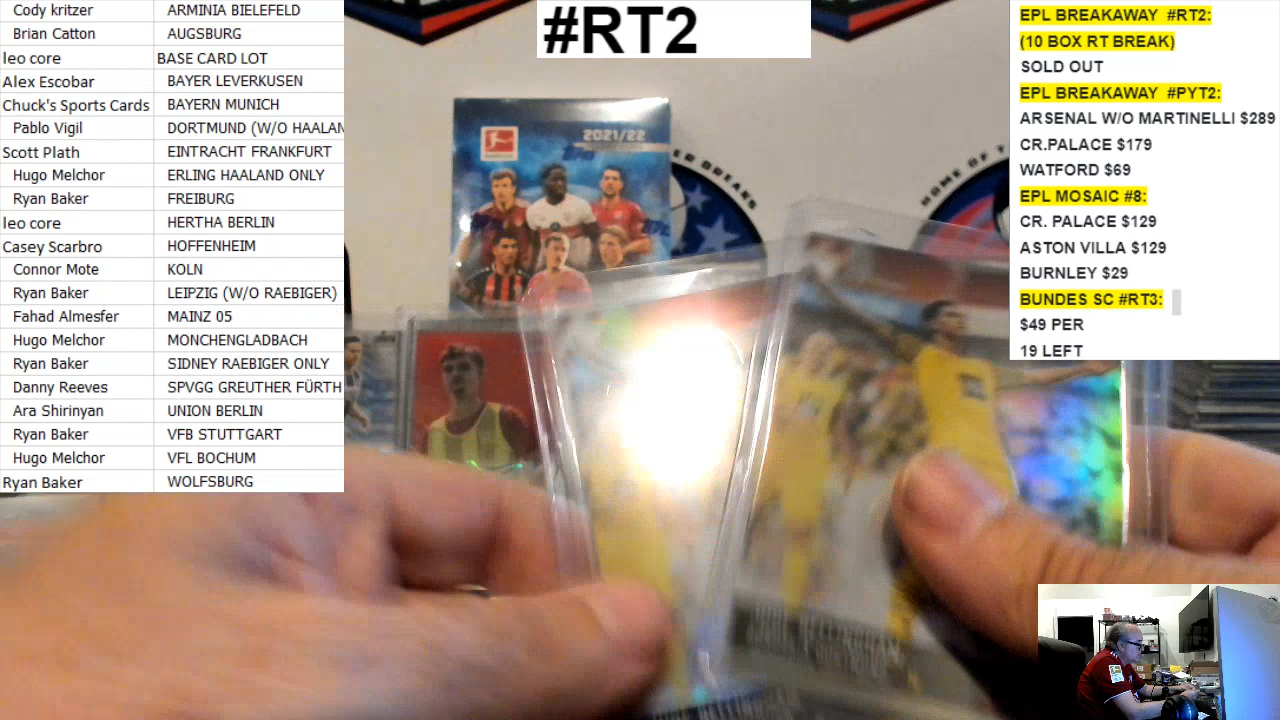 Cody kritzer ARMINIA BIELEFELD
Brian Catton AUGSBURG
leo core BASE CARD LOT
Alex Escobar BAYER LEVERKUSEN
Chuck's Sports Cards BAYERN MUNICH
Pablo Vigil DORTMUND (W/O HAALAN
Scott Plath EINTRACHT FRANKFURT
Hugo Melchor ERLING HAALAND ONLY
Ryan Baker FREIBURG
leo core HERTHA BERLIN
Casey Scarbro HOFFENHEIM
Connor Mote KOLN
Ryan Baker LEIPZIG (W/O RAEBIGER)
Fahad Almesfer MAINZ 05
Hugo Melchor MONCHENGLADBACH
Ryan Baker SIDNEY RAEBIGER ONLY
Danny Reeves SPVGG GREUTHER FÜRTH
Ara Shirinyan UNION BERLIN
Ryan Baker VFB STUTTGART
Hugo Melchor VFL BOCHUM
Ryan Baker WOLFSBURG
#RT2
2021/22
BREAKS
HOME OF
EPL BREAKAWAY #RT2:
(10 BOX RT BREAK)
SOLD OUT
EPL BREAKAWAY #PYT2:
ARSENAL W/O MARTINELLI $289
CR.PALACE $179
WATFORD $69
EPL MOSAIC #8:
CR. PALACE $129
ASTON VILLA $129
BURNLEY $29
BUNDES SC #RT3:
$49 PER
19 LEFT